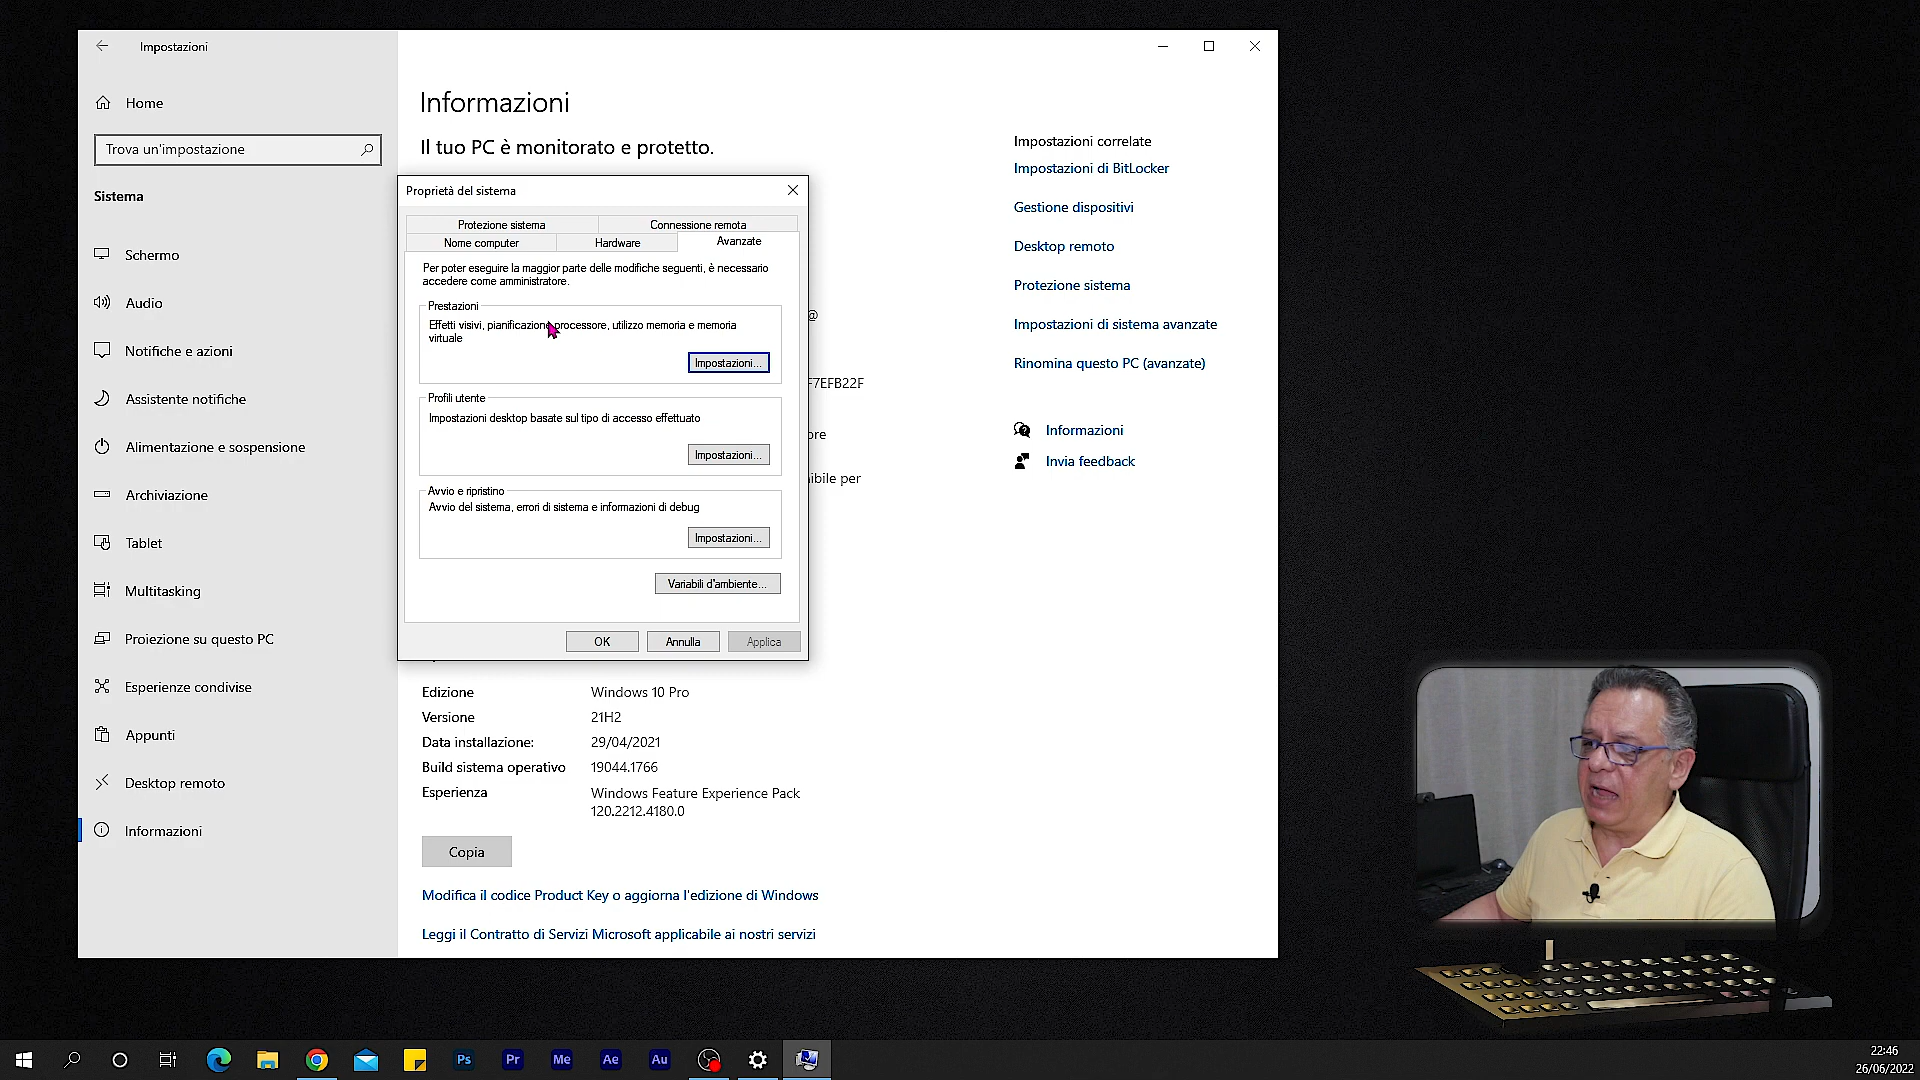 Impostazioni
Home
Trova un'impostazione
Sistema
Schermo
Audio
Notifiche e azioni
Assistente notifiche
Alimentazione e sospensione
Archiviazione
Tablet
Multitasking
Proiezione su questo PC
Esperienze condivise
Appunti
Desktop remoto
Informazioni
Informazioni
Il tuo PC è monitorato e protetto.
Proprietà del sistema
Protezione sistema
Connessione remota
Nome computer
Hardware
Avanzate
Per poter eseguire la maggior parte delle modifiche seguenti, è necessario
accedere come amministratore.
Prestazioni
Effetti visivi, pianificazione processore, utilizzo memoria e memoria
virtuale
Impostazioni...
Profili utente
Impostazioni desktop basate sul tipo di accesso effettuato
Impostazioni...
Avvio e ripristino
Avvio del sistema, errori di sistema e informazioni di debug
Impostazioni...
Variabili d'ambiente...
OK
Annulla
Applica
@
F7EFB22F
ore
nibile per
Edizione Windows 10 Pro
Versione 21H2
Data installazione: 29/04/2021
Build sistema operativo 19044.1766
Esperienza Windows Feature Experience Pack
120.2212.4180.0
Copia
Modifica il codice Product Key o aggiorna l'edizione di Windows
Leggi il Contratto di Servizi Microsoft applicabile ai nostri servizi
Impostazioni correlate
Impostazioni di BitLocker
Gestione dispositivi
Desktop remoto
Protezione sistema
Impostazioni di sistema avanzate
Rinomina questo PC (avanzate)
Informazioni
Invia feedback
Ps
Pr
Me
Ae
Au
22:46
26/06/2022